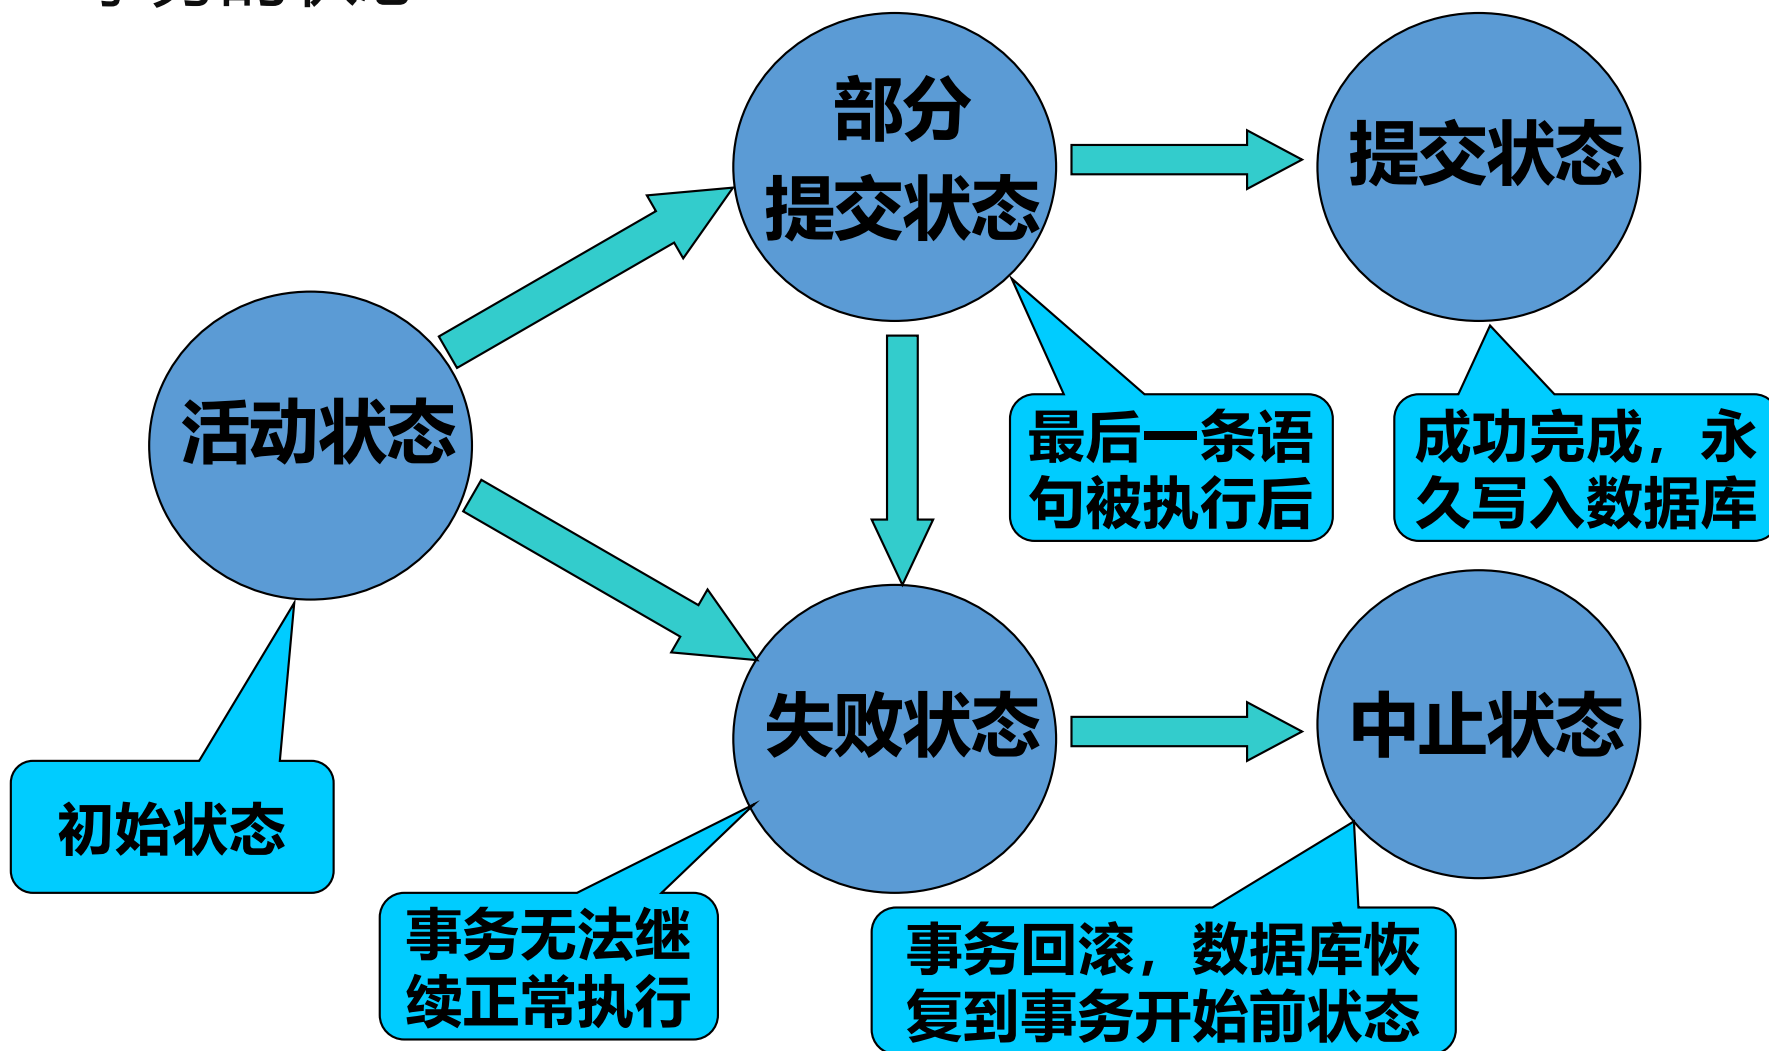 部分
提交状态
提交状态
活动状态
最后一条语
句被执行后
成功完成，永
久写入数据库
失败状态
中止状态
初始状态
事务无法继
续正常执行
事务回滚，数据库恢
复到事务开始前状态